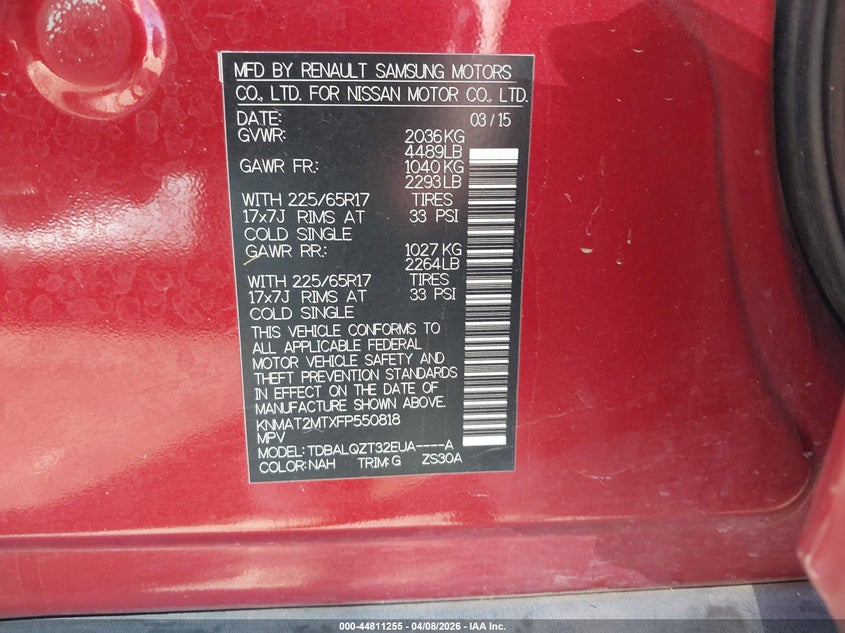 MFD BY RENAULT SAMSUNG MOTORS
CO., LTD. FOR NISSAN MOTOR CO., LTD.
DATE: 03/15
GVWR: 2036KG
4489LB
GAWR FR.: 1040KG
2293LB
WITH 225/65R17 TIRES
17x7J RIMS AT 33 PSI
COLD SINGLE
GAWR RR.: 1027 KG
2264LB
WITH 225/65R17 TIRES
17x7J RIMS AT 33 PSI
COLD SINGLE
THIS VEHICLE CONFORMS TO
ALL APPLICABLE FEDERAL
MOTOR VEHICLE SAFETY AND
THEFT PREVENTION STANDARDS
IN EFFECT ON THE DATE OF
MANUFACTURE SHOWN ABOVE.
KNMAT2MTXFP550818
MPV
MODEL: TDBALQZT32EUA----A
COLOR: NAH TRIM: G ZS30A
000-44811255 | 04/08/2026 | IAA Inc.